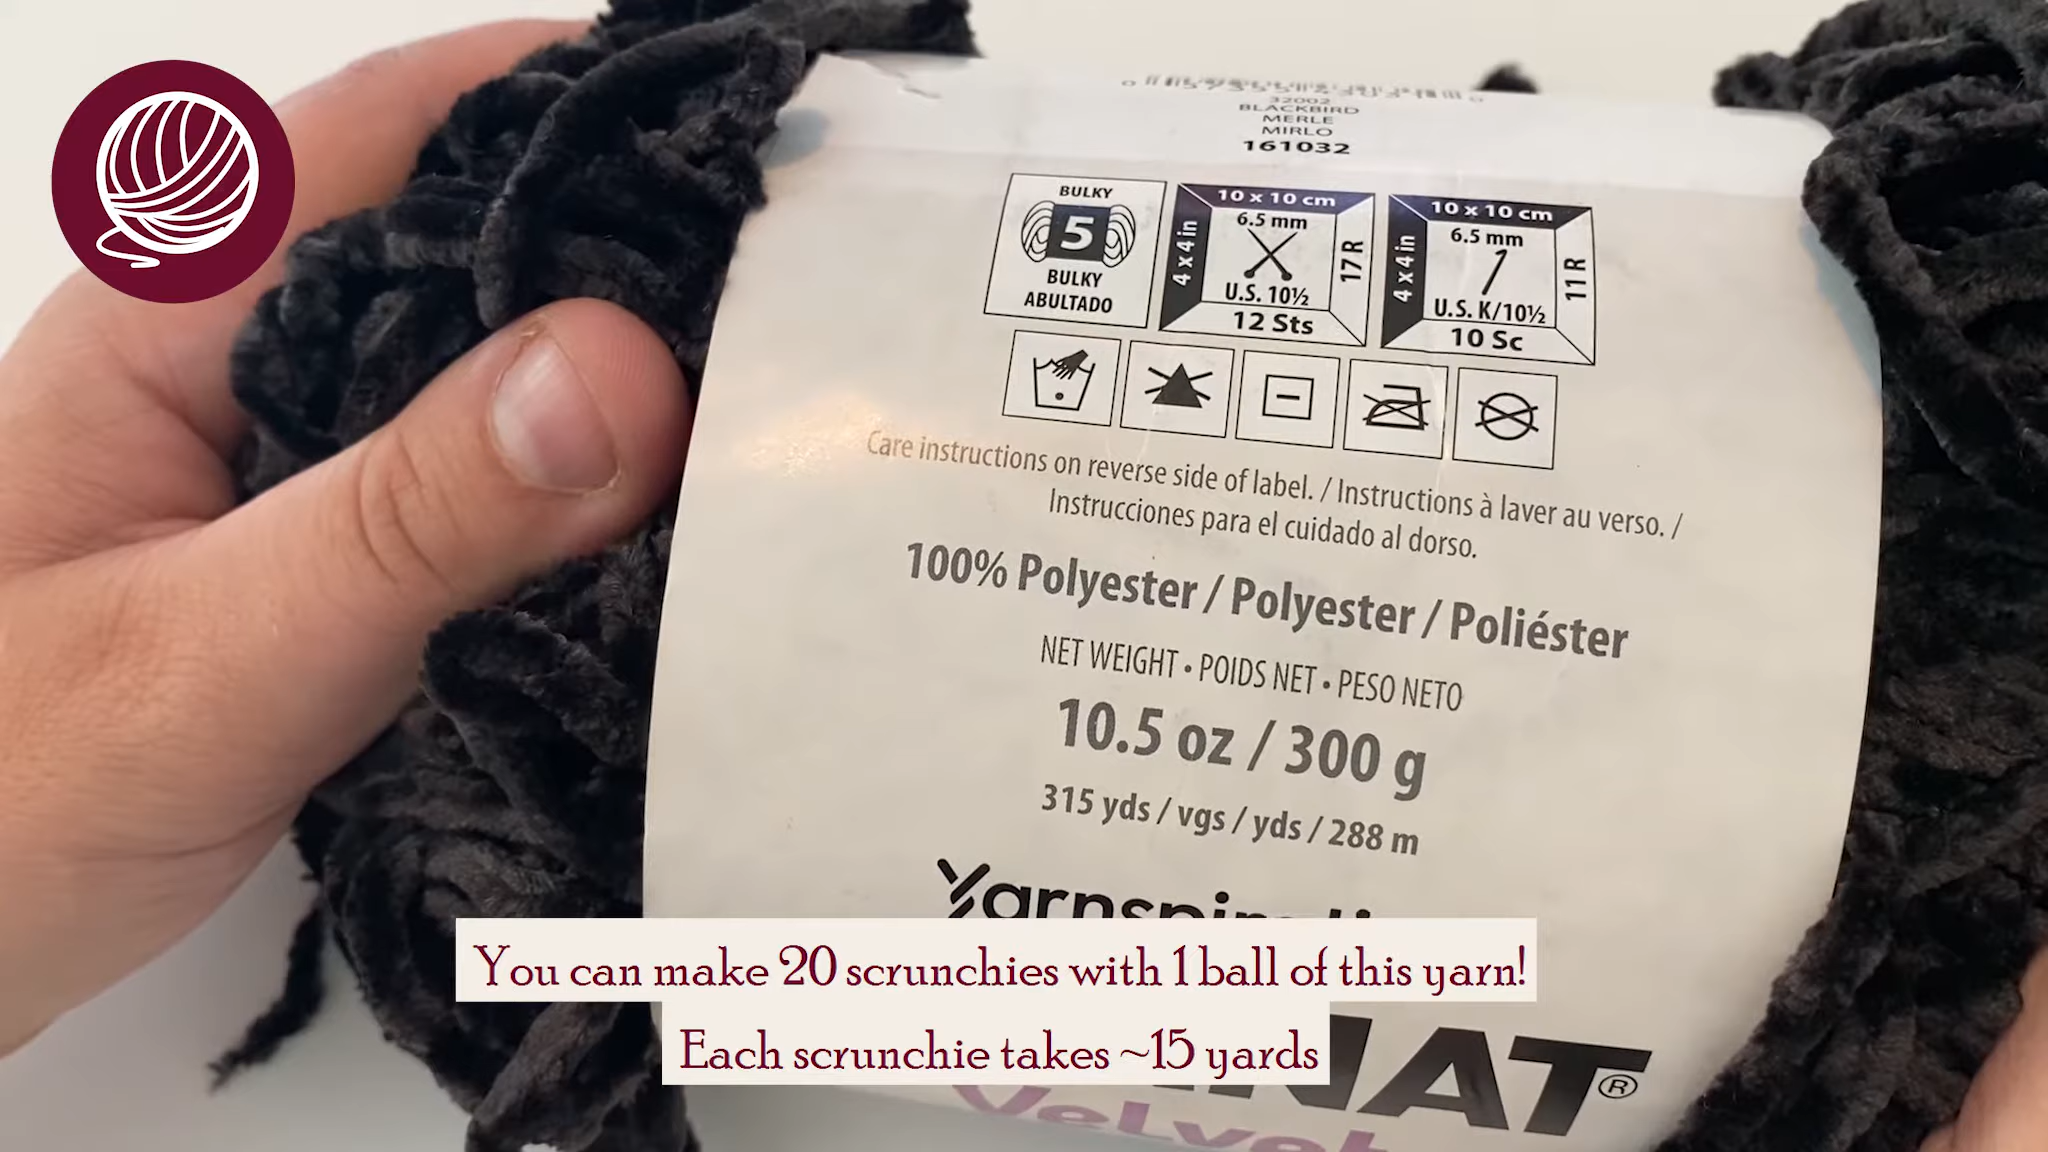 32002
BLACKBIRD
MERLE
MIRLO
161032
BULKY
5
BULKY
ABULTADO
10 x 10 cm
4 x 4 in
6.5 mm
17 R
U.S. 10½
12 Sts
10 x 10 cm
4 x 4 in
6.5 mm
11 R
U.S. K/10½
10 Sc
Care instructions on reverse side of label. / Instructions à laver au verso. /
Instrucciones para el cuidado al dorso.
100% Polyester / Polyester / Poliéster
NET WEIGHT • POIDS NET • PESO NETO
10.5 oz / 300 g
315 yds / vgs / yds / 288 m
You can make 20 scrunchies with 1 ball of this yarn!
Each scrunchie takes ~15 yards
NAT®
Velvet